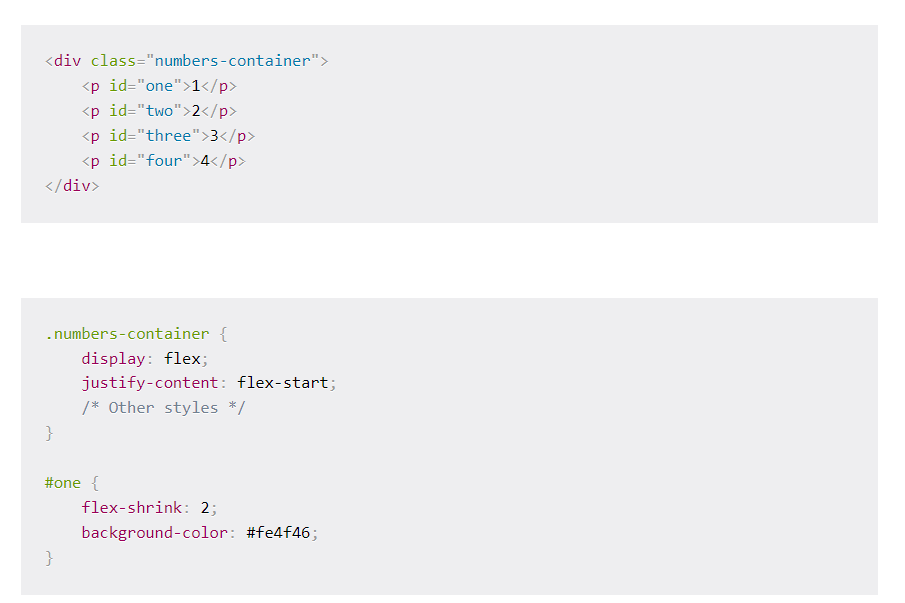 <div class="numbers-container">
    <p id="one">1</p>
    <p id="two">2</p>
    <p id="three">3</p>
    <p id="four">4</p>
</div>
.numbers-container {
    display: flex;
    justify-content: flex-start;
    /* Other styles */
}
#one {
    flex-shrink: 2;
    background-color: #fe4f46;
}